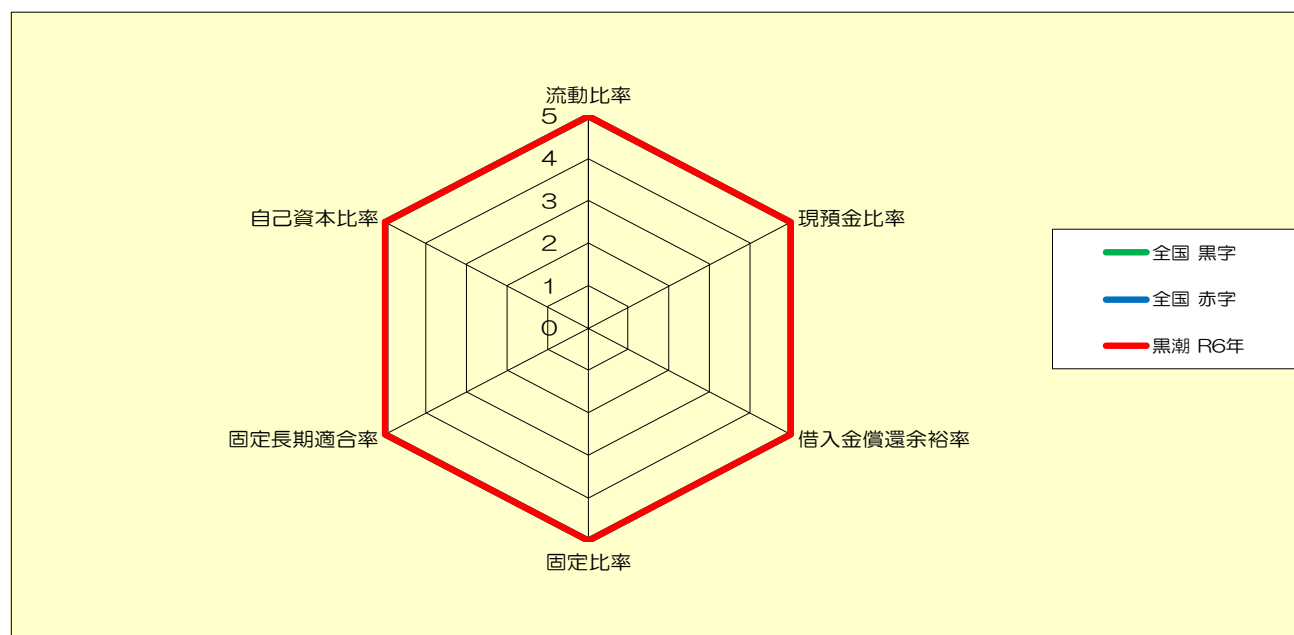 流動比率
5
4
3
2
1
0
現預金比率
借入金償還余裕率
固定比率
固定長期適合率
自己資本比率
全国 黒字
全国 赤字
黒潮 R6年